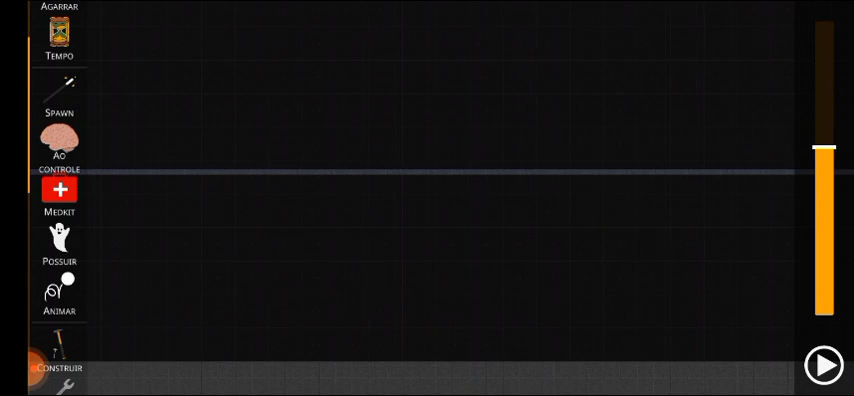 AGARRAR
TEMPO
SPAWN
AO
CONTROLE
MEDKIT
POSSUIR
ANIMAR
CONSTRUIR